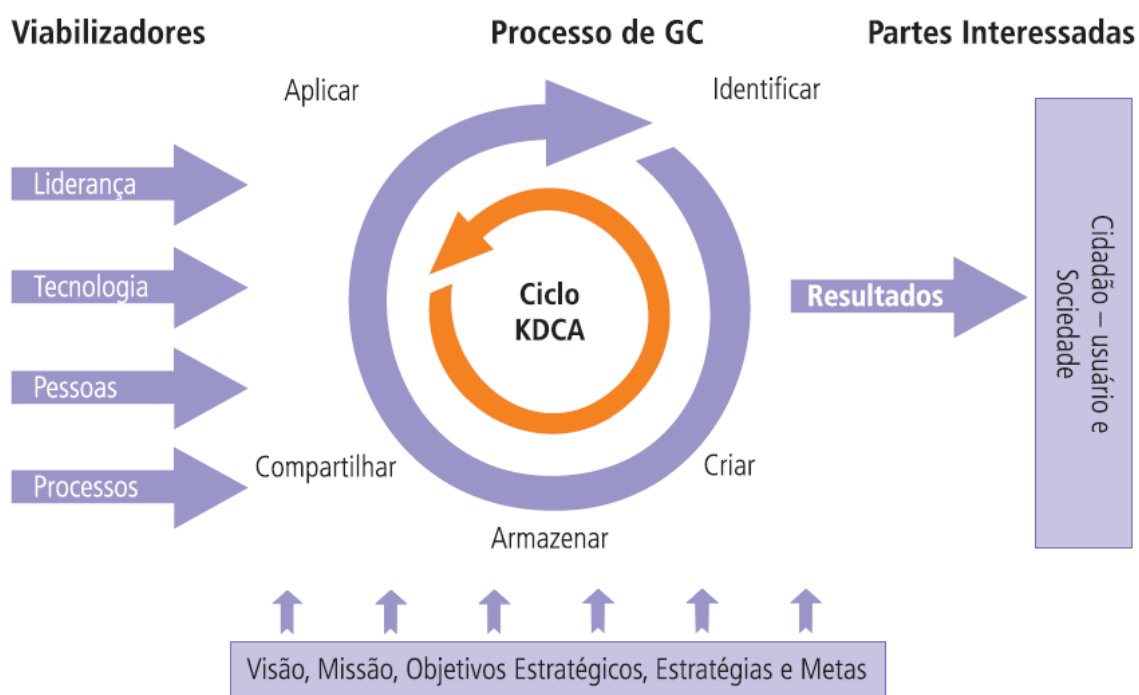 Viabilizadores
Processo de GC
Partes Interessadas
Aplicar
Identificar
Liderança
Tecnologia
Pessoas
Processos
Ciclo
KDCA
Compartilhar
Criar
Armazenar
Resultados
Cidadão – usuário e
Sociedade
Visão, Missão, Objetivos Estratégicos, Estratégias e Metas